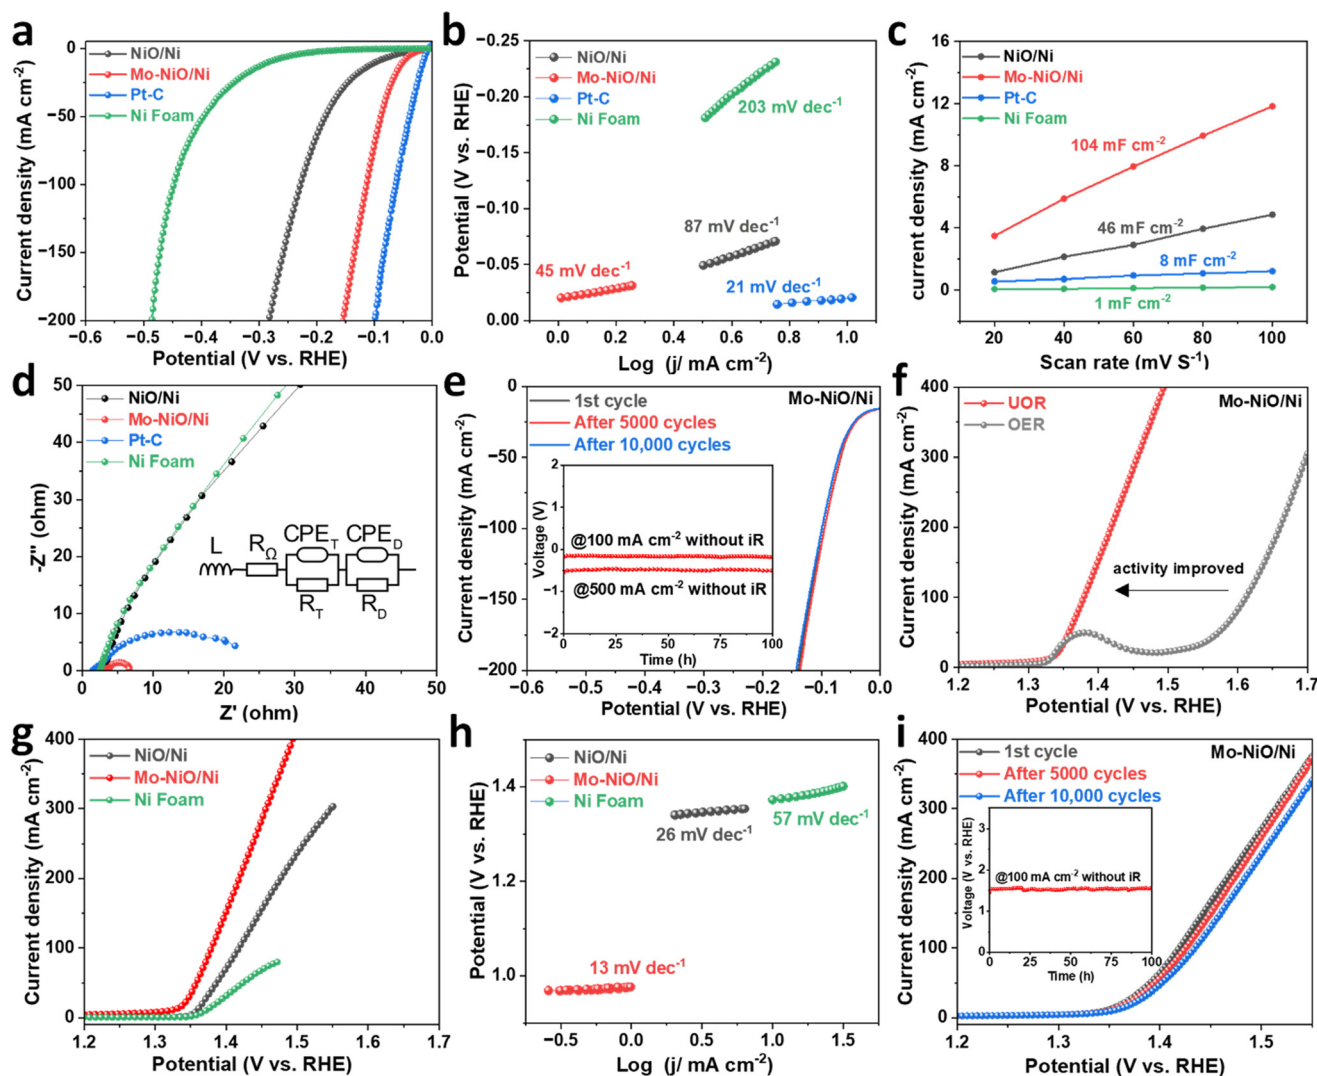 a
NiO/Ni
Mo-NiO/Ni
Pt-C
Ni Foam
Current density (mA cm-2)
0
−50
−100
−150
−200
−0.6 −0.5 −0.4 −0.3 −0.2 −0.1 0.0
Potential (V vs. RHE)
b
NiO/Ni
Mo-NiO/Ni
Pt-C
Ni Foam
203 mV dec-1
87 mV dec-1
45 mV dec-1
21 mV dec-1
Potential (V vs. RHE)
−0.25
−0.20
−0.15
−0.10
−0.05
0.00
0.0 0.2 0.4 0.6 0.8 1.0
Log (j/ mA cm-2)
c
NiO/Ni
Mo-NiO/Ni
Pt-C
Ni Foam
104 mF cm-2
46 mF cm-2
8 mF cm-2
1 mF cm-2
current density (mA cm-2)
16
12
8
4
0
20 40 60 80 100
Scan rate (mV S-1)
d
NiO/Ni
Mo-NiO/Ni
Pt-C
Ni Foam
L RΩ CPET CPED
RT RD
-Z'' (ohm)
50
40
30
20
10
0
0 10 20 30 40 50
Z' (ohm)
e
1st cycle
After 5000 cycles
After 10,000 cycles
Mo-NiO/Ni
Current density (mA cm-2)
0
−50
−100
−150
−200
−0.6 −0.5 −0.4 −0.3 −0.2 −0.1 0.0
Potential (V vs. RHE)
Voltage (V)
2
1
0
−1
−2
@100 mA cm-2 without iR
@500 mA cm-2 without iR
0 25 50 75 100
Time (h)
f
UOR
OER
Mo-NiO/Ni
activity improved
Current density (mA cm-2)
400
300
200
100
0
1.2 1.3 1.4 1.5 1.6 1.7
Potential (V vs. RHE)
g
NiO/Ni
Mo-NiO/Ni
Ni Foam
Current density (mA cm-2)
400
300
200
100
0
1.2 1.3 1.4 1.5 1.6 1.7
Potential (V vs. RHE)
h
NiO/Ni
Mo-NiO/Ni
Ni Foam
26 mV dec-1
57 mV dec-1
13 mV dec-1
Potential (V vs. RHE)
1.4
1.2
1.0
−0.5 0.0 0.5 1.0 1.5
Log (j/ mA cm-2)
i
1st cycle
After 5000 cycles
After 10,000 cycles
Mo-NiO/Ni
Current density (mA cm-2)
400
300
200
100
0
1.2 1.3 1.4 1.5
Potential (V vs. RHE)
Voltage (V vs. RHE)
3
2
1
0
@100 mA cm-2 without iR
0 25 50 75 100
Time (h)